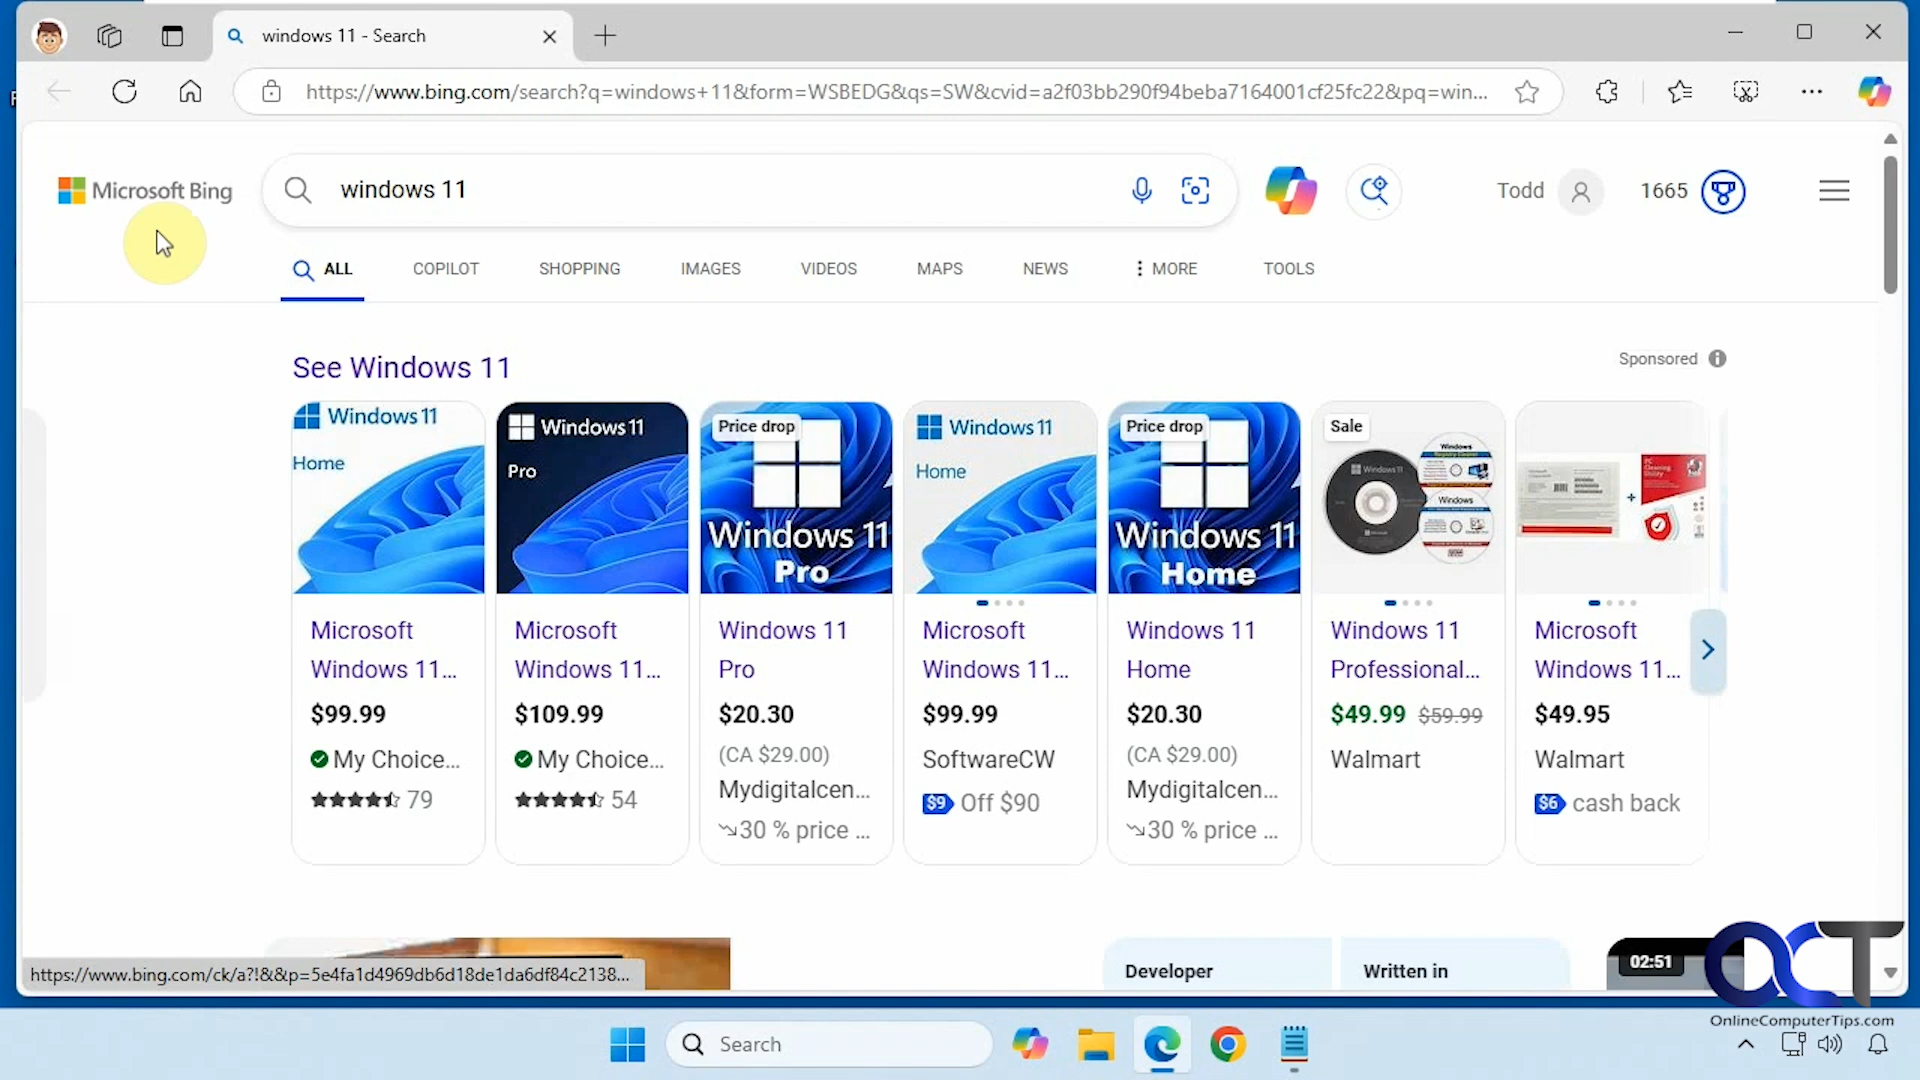 windows 11 - Search
https://www.bing.com/search?q=windows+11&form=WSBEDG&qs=SW&cvid=a2f03bb290f94beba7164001cf25fc22&pq=win...
Microsoft Bing
windows 11
Todd
1665
ALL
COPILOT
SHOPPING
IMAGES
VIDEOS
MAPS
NEWS
MORE
TOOLS
See Windows 11
Sponsored
Windows 11
Home
Windows 11
Pro
Price drop
Windows 11
Pro
Windows 11
Home
Price drop
Windows 11
Home
Sale
Windows 11
Windows
Windows
Microsoft
Windows 11...
$99.99
My Choice...
79
Microsoft
Windows 11...
$109.99
My Choice...
54
Windows 11
Pro
$20.30
(CA $29.00)
Mydigitalcen...
30 % price ...
Microsoft
Windows 11...
$99.99
SoftwareCW
$9 Off $90
Windows 11
Home
$20.30
(CA $29.00)
Mydigitalcen...
30 % price ...
Windows 11
Professional...
$49.99 $59.99
Walmart
Microsoft
Windows 11...
$49.95
Walmart
$6 cash back
Developer
Written in
02:51
https://www.bing.com/ck/a?!&&p=5e4fa1d4969db6d18de1da6df84c2138...
OCT
OnlineComputerTips.com
Search